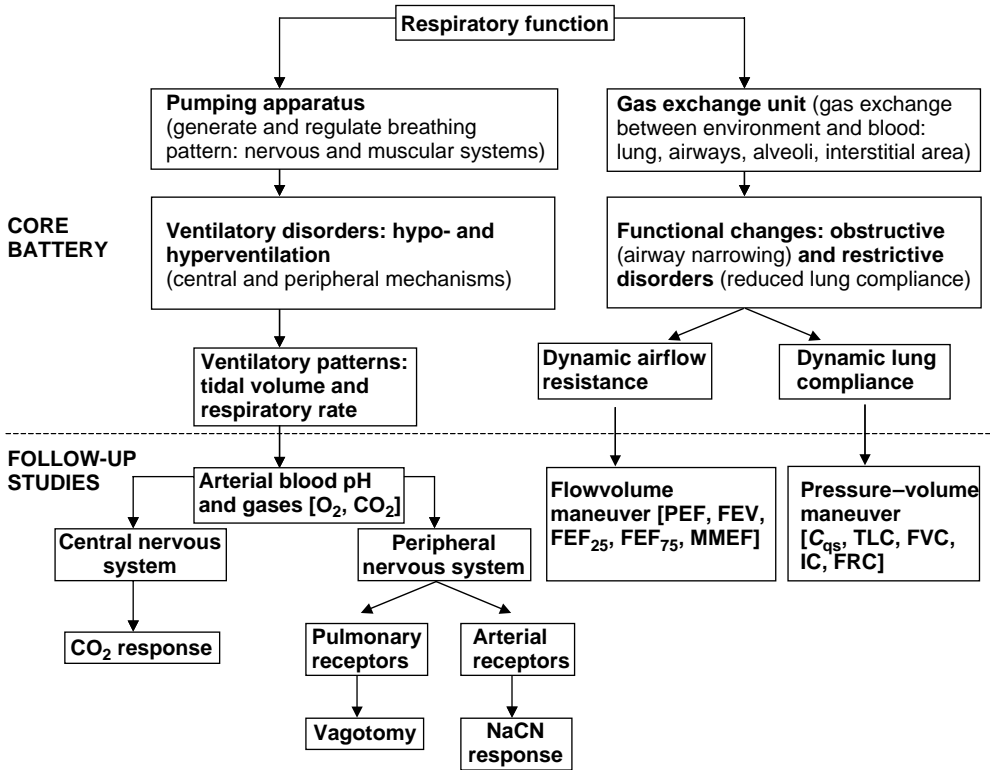 Respiratory function
Pumping apparatus
(generate and regulate breathing
pattern: nervous and muscular systems)
Gas exchange unit (gas exchange
between environment and blood:
lung, airways, alveoli, interstitial area)
CORE
BATTERY
Ventilatory disorders: hypo- and
hyperventilation
(central and peripheral mechanisms)
Functional changes: obstructive
(airway narrowing) and restrictive
disorders (reduced lung compliance)
Ventilatory patterns:
tidal volume and
respiratory rate
Dynamic airflow
resistance
Dynamic lung
compliance
FOLLOW-UP
STUDIES
Arterial blood pH
and gases [O₂, CO₂]
Central nervous
system
Peripheral
nervous system
Flowvolume
maneuver [PEF, FEV,
FEF₂₅, FEF₇₅, MMEF]
Pressure–volume
maneuver
[C_qs, TLC, FVC,
IC, FRC]
CO₂ response
Pulmonary
receptors
Arterial
receptors
Vagotomy
NaCN
response